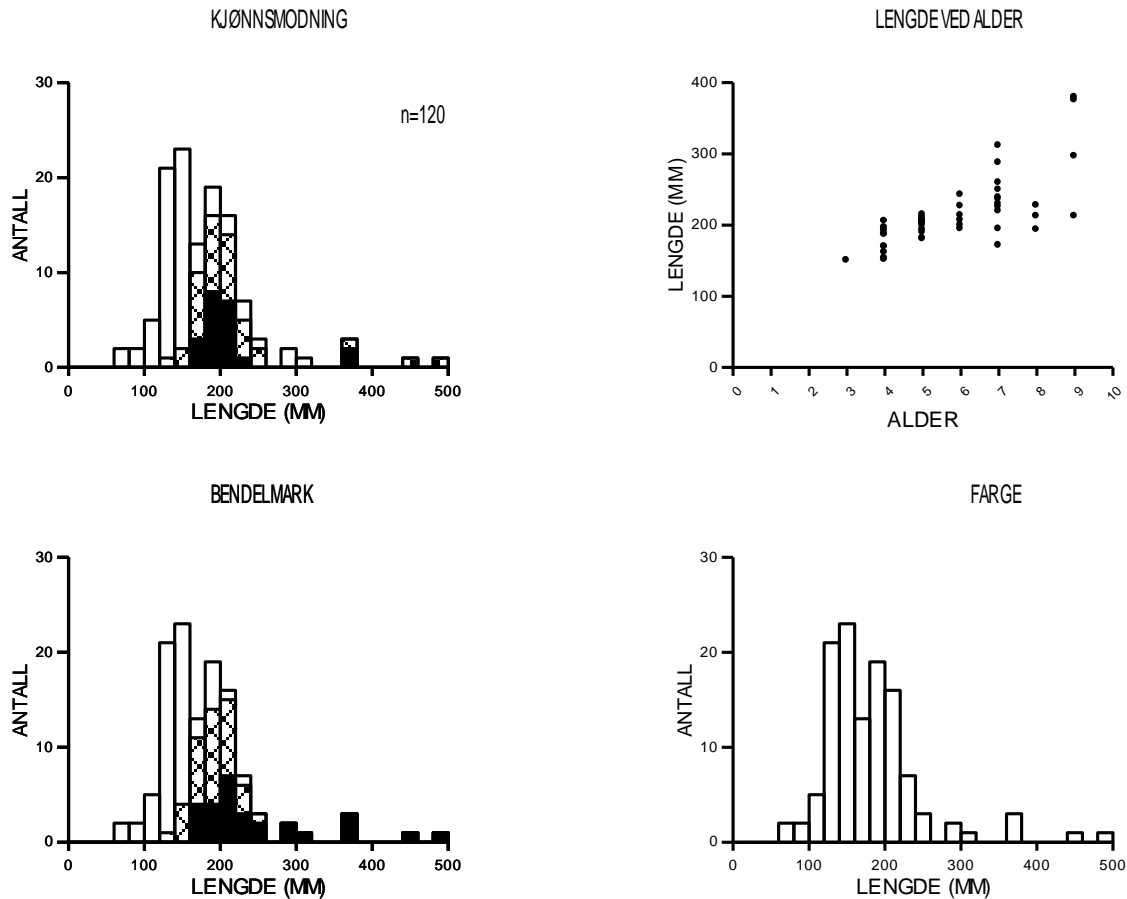 KJØNNSMODNING
30
n=120
20
ANTALL
10
0
0 100 200 300 400 500
LENGDE (MM)
LENGDE VED ALDER
400
300
LENGDE (MM)
200
100
0
0 1 2 3 4 5 6 7 8 9 10
ALDER
BENDELMARK
30
20
ANTALL
10
0
0 100 200 300 400 500
LENGDE (MM)
FARGE
30
20
ANTALL
10
0
0 100 200 300 400 500
LENGDE (MM)